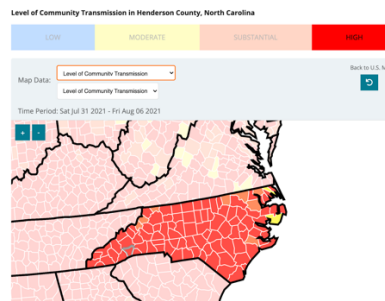 Level of Community Transmission in Henderson County, North Carolina
LOW MODERATE SUBSTANTIAL HIGH
Back to U.S.
Map Data: Level of Community Transmission
Level of Community Transmission
Time Period: Sat Jul 31 2021 - Fri Aug 06 2021
+ -